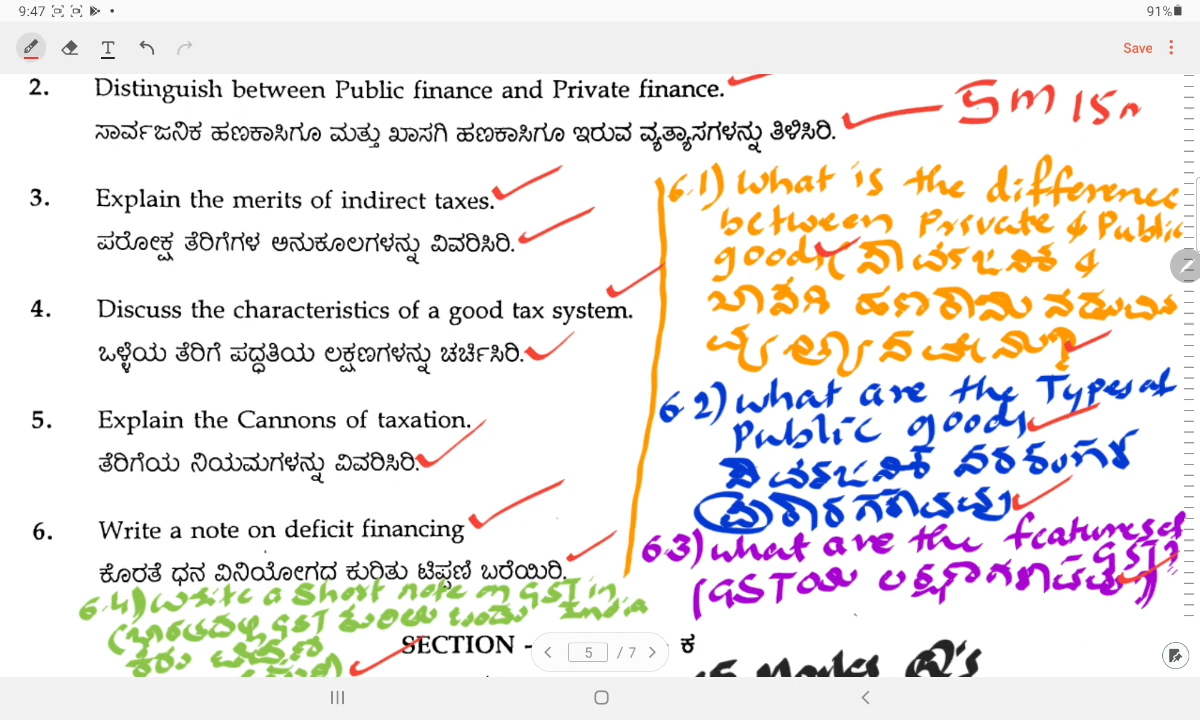 9:47
91%
T
Save
2. Distinguish between Public finance and Private finance.
ಸಾರ್ವಜನಿಕ ಹಣಕಾಸಿಗೂ ಮತ್ತು ಖಾಸಗಿ ಹಣಕಾಸಿಗೂ ಇರುವ ವ್ಯತ್ಯಾಸಗಳನ್ನು ತಿಳಿಸಿರಿ.
5m
3. Explain the merits of indirect taxes.
ಪರೋಕ್ಷ ತೆರಿಗೆಗಳ ಅನುಕೂಲಗಳನ್ನು ವಿವರಿಸಿರಿ.
4. Discuss the characteristics of a good tax system.
ಒಳ್ಳೆಯ ತೆರಿಗೆ ಪದ್ಧತಿಯ ಲಕ್ಷಣಗಳನ್ನು ಚರ್ಚಿಸಿರಿ.
5. Explain the Cannons of taxation.
ತೆರಿಗೆಯ ನಿಯಮಗಳನ್ನು ವಿವರಿಸಿರಿ.
6. Write a note on deficit financing
ಕೊರತೆ ಧನ ವಿನಿಯೋಗದ ಕುರಿತು ಟಿಪ್ಪಣಿ ಬರೆಯಿರಿ.
6.1) What is the difference
between Private & Public
goods
6.2) what are the Types of
Public goods
6.3) what are the features of
GST?
(GSTಯ ಲಕ್ಷಣಗಳಾವುವು)
6.4) write a Short note on GST in
India
GST
SECTION -
ಕ
5 / 7
Marks Q's